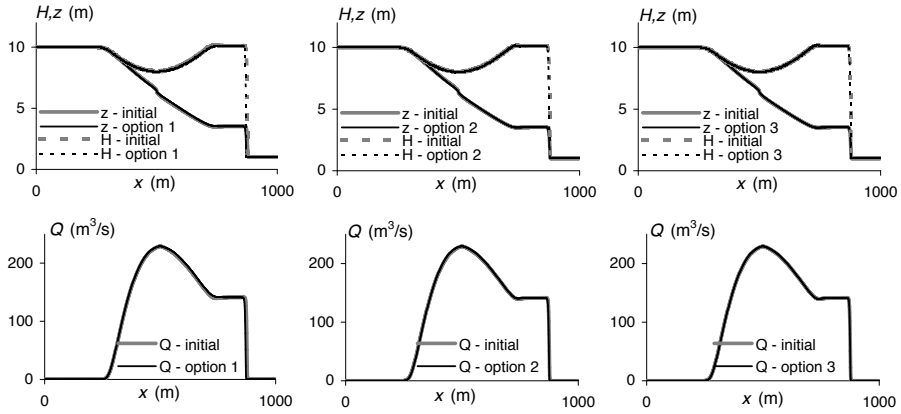 H,z (m)
10
5
0
z - initial
z - option 1
H - initial
H - option 1
0
x (m)
1000
H,z (m)
10
5
0
z - initial
z - option 2
H - initial
H - option 2
0
x (m)
1000
H,z (m)
10
5
0
z - initial
z - option 3
H - initial
H - option 3
0
x (m)
1000
Q (m³/s)
200
100
0
Q - initial
Q - option 1
0
x (m)
1000
Q (m³/s)
200
100
0
Q - initial
Q - option 2
0
x (m)
1000
Q (m³/s)
200
100
0
Q - initial
Q - option 3
0
x (m)
1000